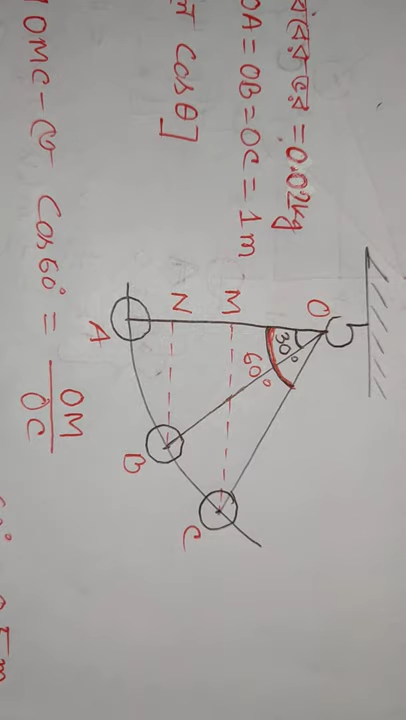 ববের ভর = 0.02kg
OA = OB = OC = 1m
cosθ]
O
30°
60°
M
N
A
B
C
OMC-এ cos60° = OM
OC